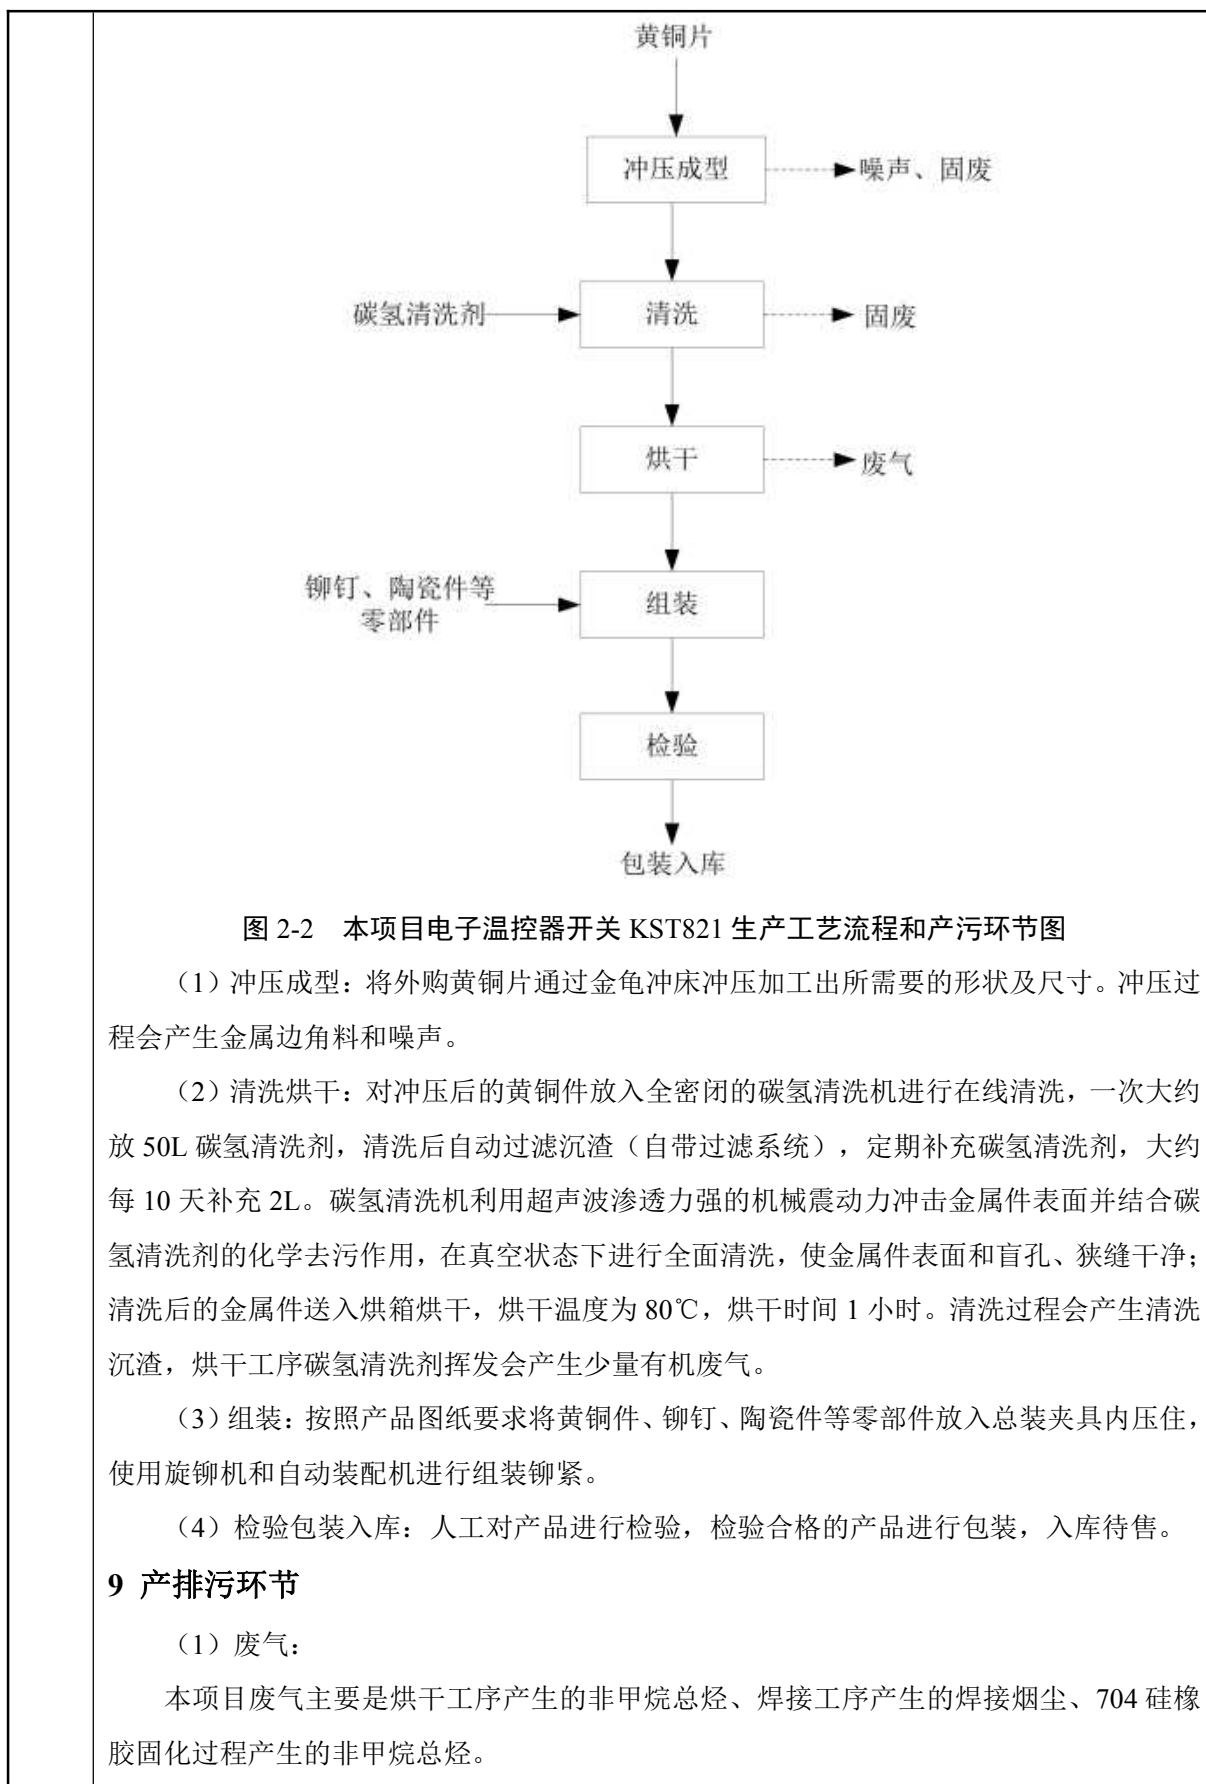 黄铜片
冲压成型
噪声、固废
碳氢清洗剂
清洗
固废
烘干
废气
铆钉、陶瓷件等
零部件
组装
检验
包装入库
图 2-2 本项目电子温控器开关 KST821 生产工艺流程和产污环节图
（1）冲压成型：将外购黄铜片通过金龟冲床冲压加工出所需要的形状及尺寸。冲压过
程会产生金属边角料和噪声。
（2）清洗烘干：对冲压后的黄铜件放入全密闭的碳氢清洗机进行在线清洗，一次大约
放 50L 碳氢清洗剂，清洗后自动过滤沉渣（自带过滤系统），定期补充碳氢清洗剂，大约
每 10 天补充 2L。碳氢清洗机利用超声波渗透力强的机械震动力冲击金属件表面并结合碳
氢清洗剂的化学去污作用，在真空状态下进行全面清洗，使金属件表面和盲孔、狭缝干净；
清洗后的金属件送入烘箱烘干，烘干温度为 80℃，烘干时间 1 小时。清洗过程会产生清洗
沉渣，烘干工序碳氢清洗剂挥发会产生少量有机废气。
（3）组装：按照产品图纸要求将黄铜件、铆钉、陶瓷件等零部件放入总装夹具内压住，
使用旋铆机和自动装配机进行组装铆紧。
（4）检验包装入库：人工对产品进行检验，检验合格的产品进行包装，入库待售。
9 产排污环节
（1）废气：
本项目废气主要是烘干工序产生的非甲烷总烃、焊接工序产生的焊接烟尘、704 硅橡
胶固化过程产生的非甲烷总烃。